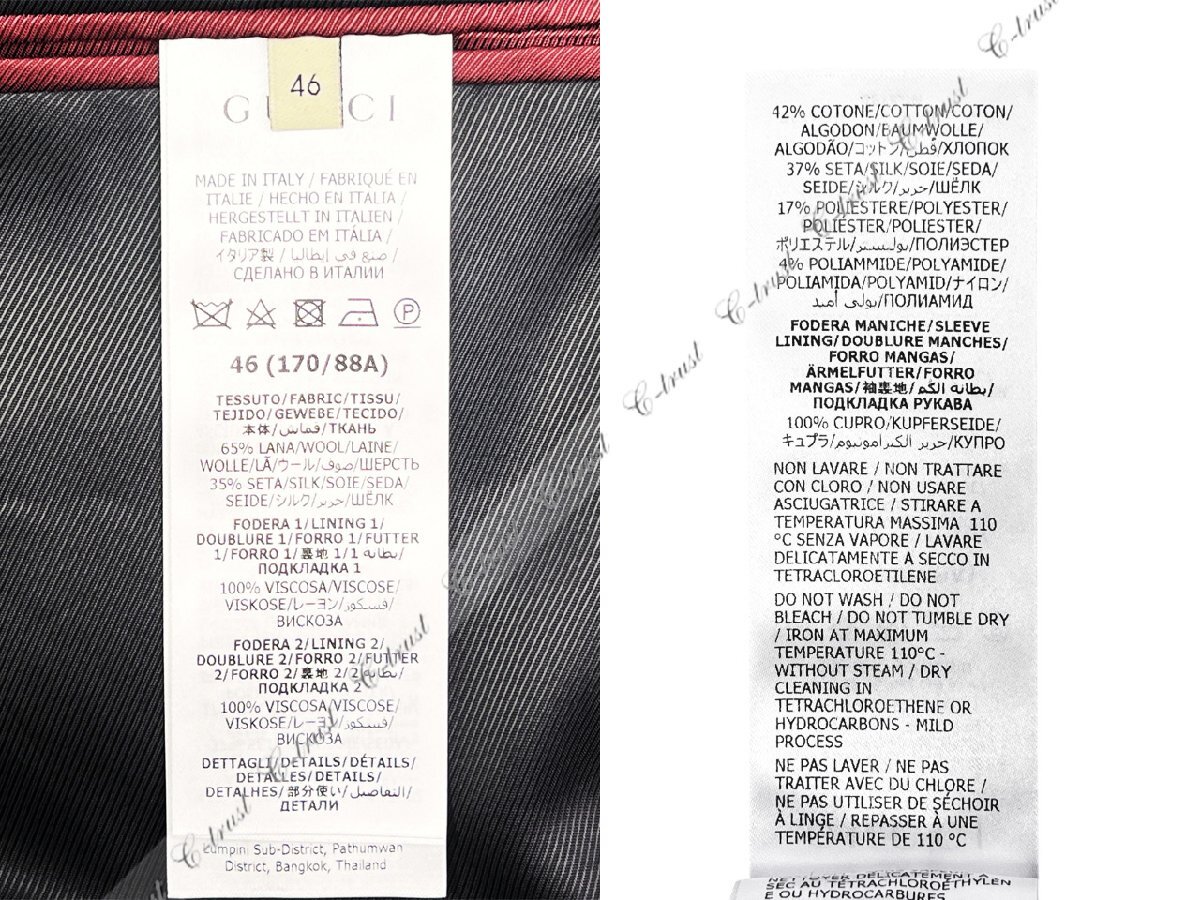 46
GUCCI
MADE IN ITALY / FABRIQUÉ EN
ITALIE / HECHO EN ITALIA /
HERGESTELLT IN ITALIEN /
FABRICADO EM ITÁLIA /
イタリア製 / صنع في إيطاليا /
СДЕЛАНО В ИТАЛИИ
P
46 (170/88A)
TESSUTO/FABRIC/TISSU/
TEJIDO/GEWEBE/TECIDO/
本体/قماش/ТКАНЬ
65% LANA/WOOL/LAINE/
WOLLE/LÃ/ウール/صوف/ШЕРСТЬ
35% SETA/SILK/SOIE/SEDA/
SEIDE/シルク/حرير/ШЁЛК
FODERA 1/LINING 1/
DOUBLURE 1/FORRO 1/FUTTER
1/FORRO 1/裏地 1/بطانه 1/
ПОДКЛАДКА 1
100% VISCOSA/VISCOSE/
VISKOSE/レーヨン/فسكوز/
ВИСКОЗА
FODERA 2/LINING 2/
DOUBLURE 2/FORRO 2/FUTTER
2/FORRO 2/裏地 2/بطانه 2/
ПОДКЛАДКА 2
100% VISCOSA/VISCOSE/
VISKOSE/レーヨン/فسكوز/
ВИСКОЗА
DETTAGLI/DETAILS/DÉTAILS/
DETALLES/DETAILS/
DETALHES/部分使い/التفاصيل/
ДЕТАЛИ
Lumpini Sub-District, Pathumwan
District, Bangkok, Thailand
42% COTONE/COTTON/COTON/
ALGODON/BAUMWOLLE/
ALGODÃO/コットン/قطن/ХЛОПОК
37% SETA/SILK/SOIE/SEDA/
SEIDE/シルク/حرير/ШЁЛК
17% POLIESTERE/POLYESTER/
POLIÉSTER/POLIESTER/
ポリエステル/بوليستر/ПОЛИЭСТЕР
4% POLIAMMIDE/POLYAMIDE/
POLIAMIDA/POLYAMID/ナイロン/
بولي أميد/ПОЛИАМИД
FODERA MANICHE/SLEEVE
LINING/DOUBLURE MANCHES/
FORRO MANGAS/
ÄRMELFUTTER/FORRO
MANGAS/袖裏地/بطانه الكم/
ПОДКЛАДКА РУКАВА
100% CUPRO/KUPFERSEIDE/
キュプラ/حرير الكبرامونيوم/КУПРО
NON LAVARE / NON TRATTARE
CON CLORO / NON USARE
ASCIUGATRICE / STIRARE A
TEMPERATURA MASSIMA 110
°C SENZA VAPORE / LAVARE
DELICATAMENTE A SECCO IN
TETRACLOROETILENE
DO NOT WASH / DO NOT
BLEACH / DO NOT TUMBLE DRY
/ IRON AT MAXIMUM
TEMPERATURE 110°C -
WITHOUT STEAM / DRY
CLEANING IN
TETRACHLOROETHENE OR
HYDROCARBONS - MILD
PROCESS
NE PAS LAVER / NE PAS
TRAITER AVEC DU CHLORE /
NE PAS UTILISER DE SÉCHOIR
À LINGE / REPASSER À UNE
TEMPÉRATURE DE 110 °C
NETTOYER DÉLICATEMENT À
SEC AU TÉTRACHLOROÉTHYLÈN
E OU HYDROCARBURES
C-trust
C-trust
C-trust
C-trust
C-trust
C-trust
C-trust
C-trust